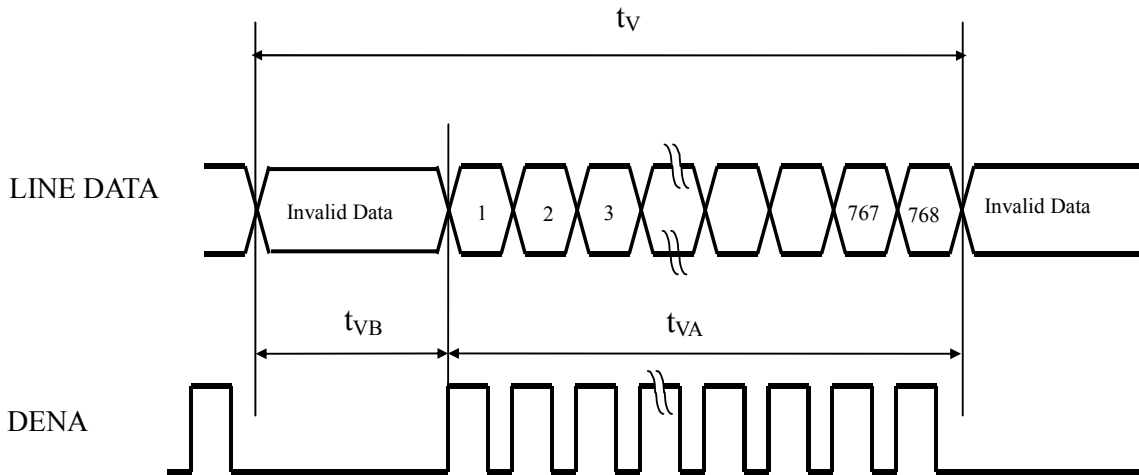 tV
LINE DATA
Invalid Data
1
2
3
767
768
Invalid Data
tVB
tVA
DENA